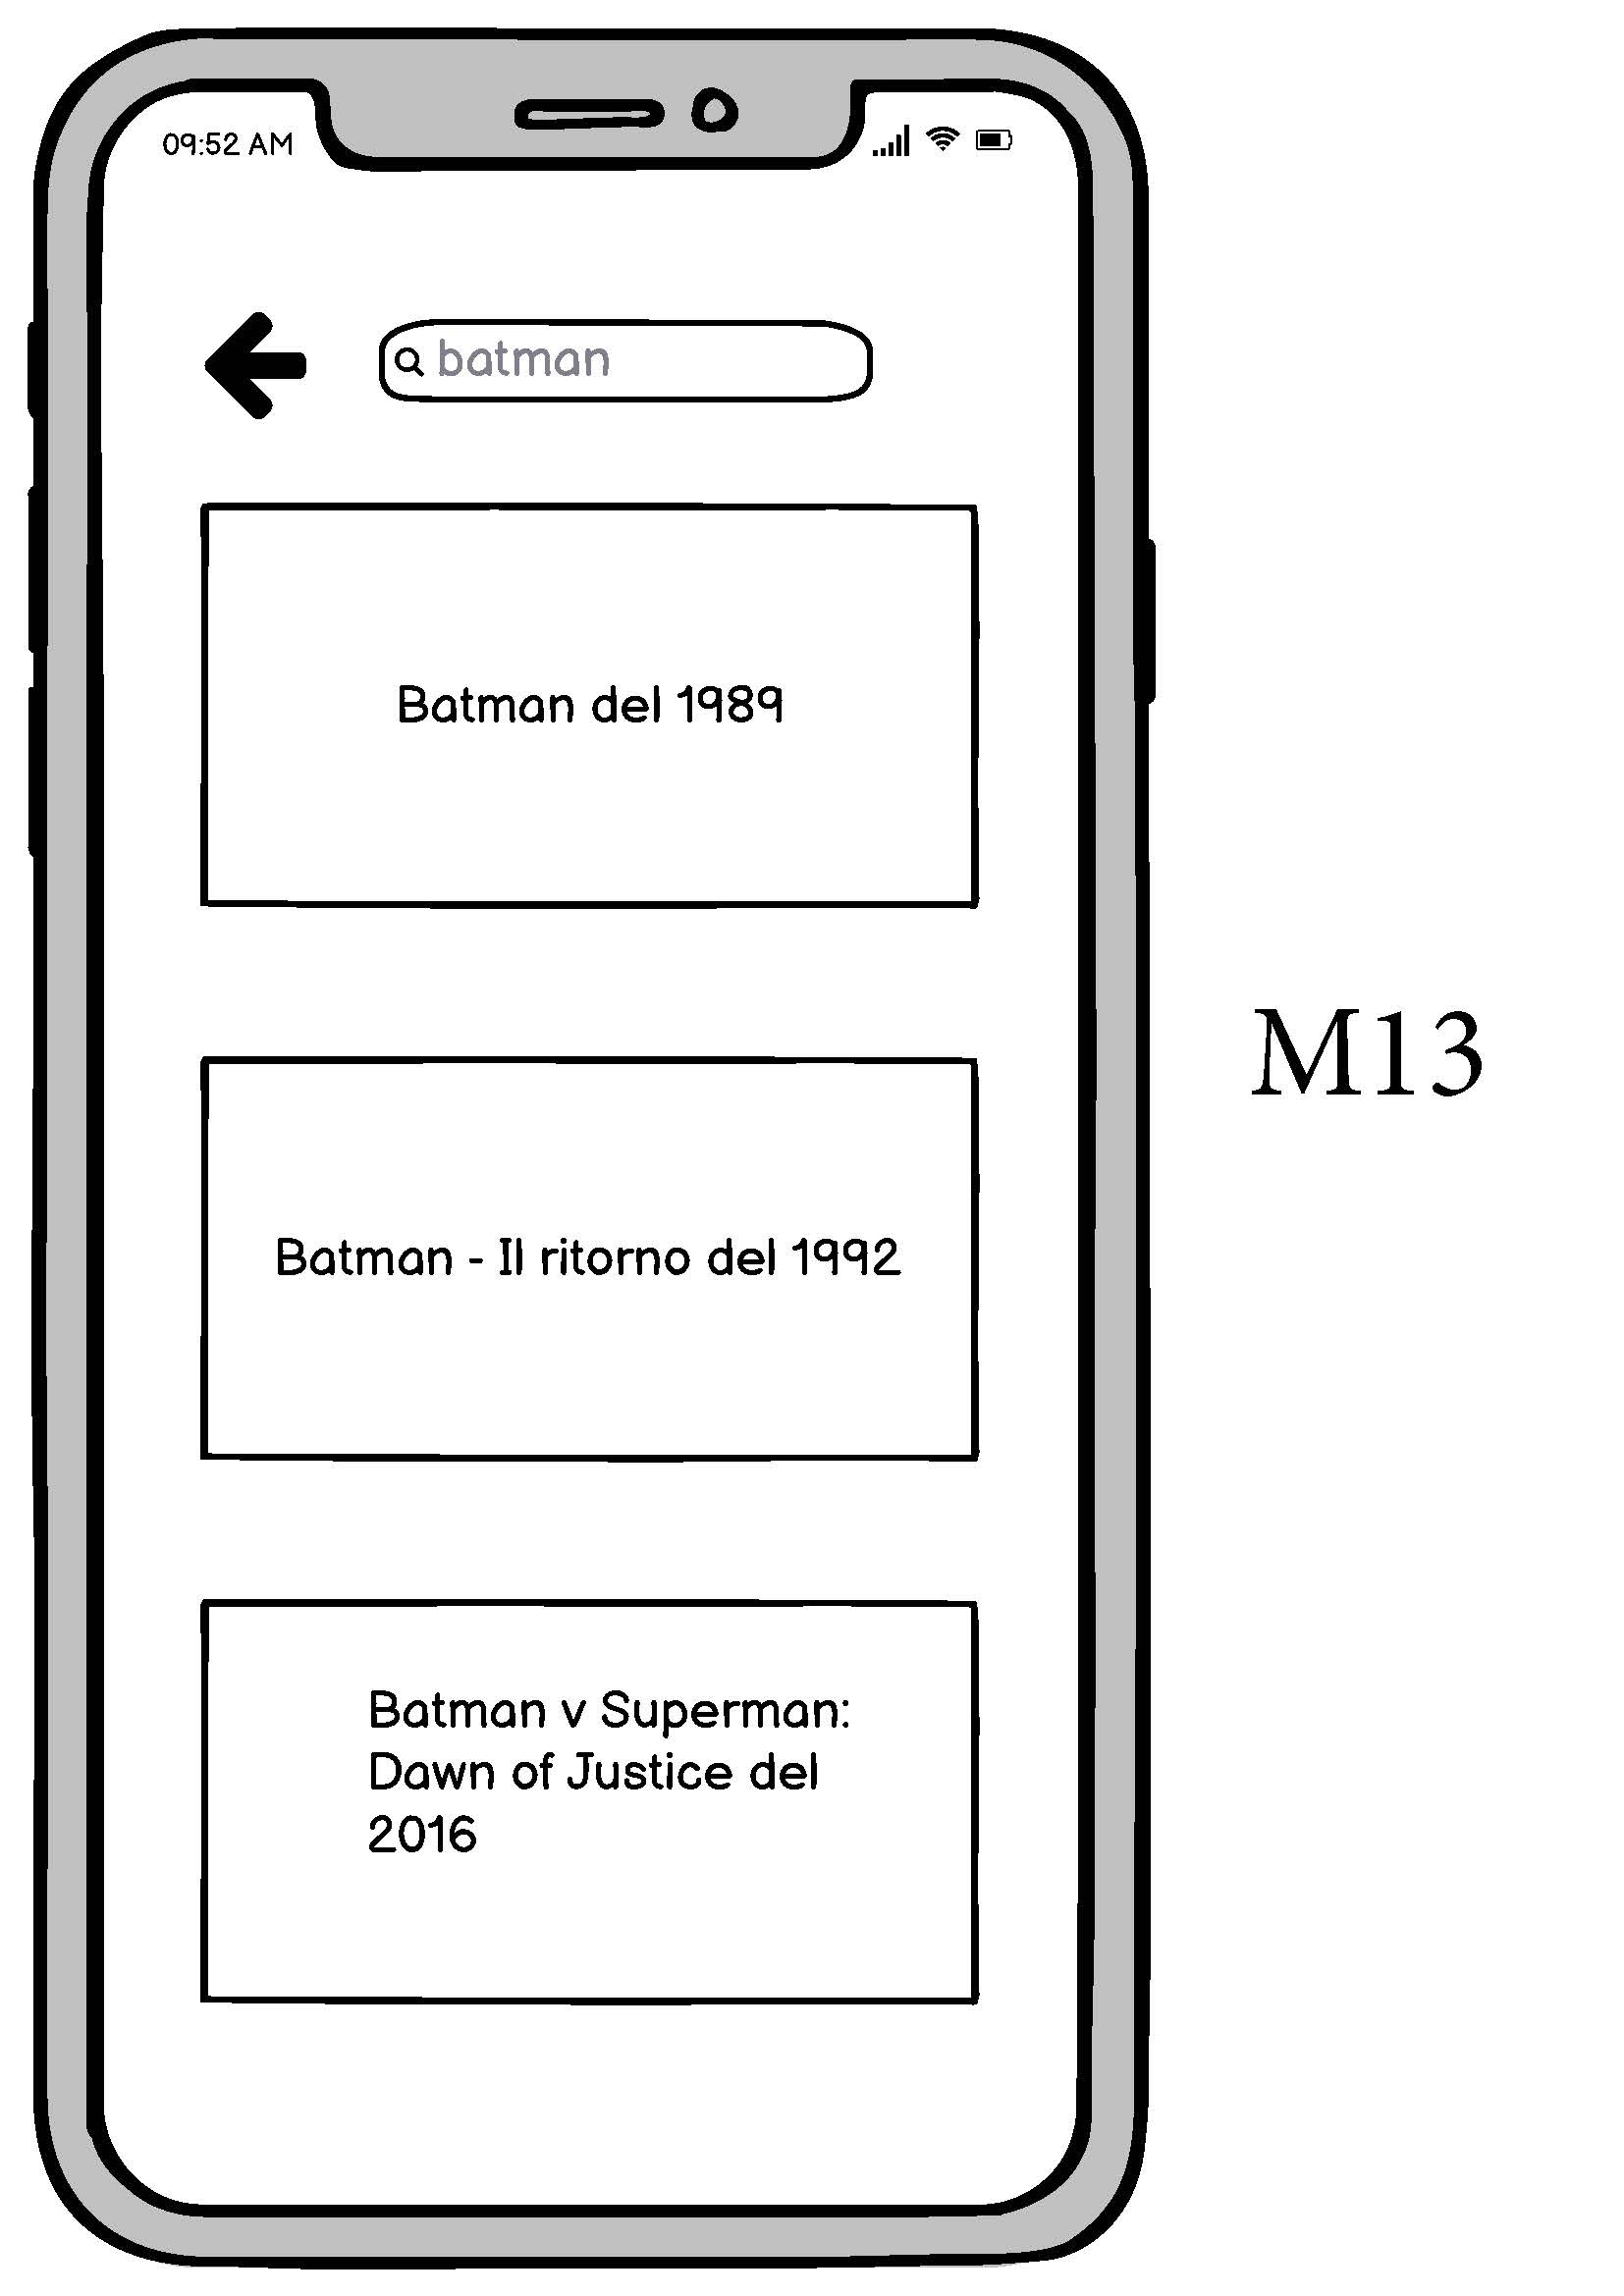 09:52 AM
batman
Batman del 1989
Batman - Il ritorno del 1992
M13
Batman v Superman:
Dawn of Justice del
2016